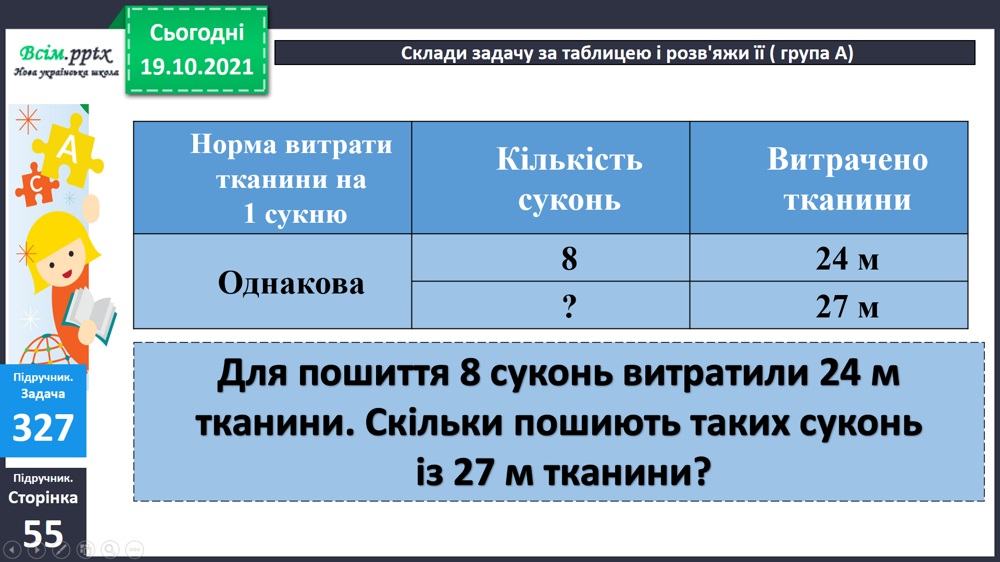 Всім.pptx
Нова українська школа
Сьогодні
19.10.2021
Склади задачу за таблицею і розв'яжи її ( група А)
А
С
Норма витрати
тканини на
1 сукню
Кількість
суконь
Витрачено
тканини
Однакова
8
24 м
?
27 м
Для пошиття 8 суконь витратили 24 м
тканини. Скільки пошиють таких суконь
із 27 м тканини?
Підручник.
Задача
327
Підручник.
Сторінка
55